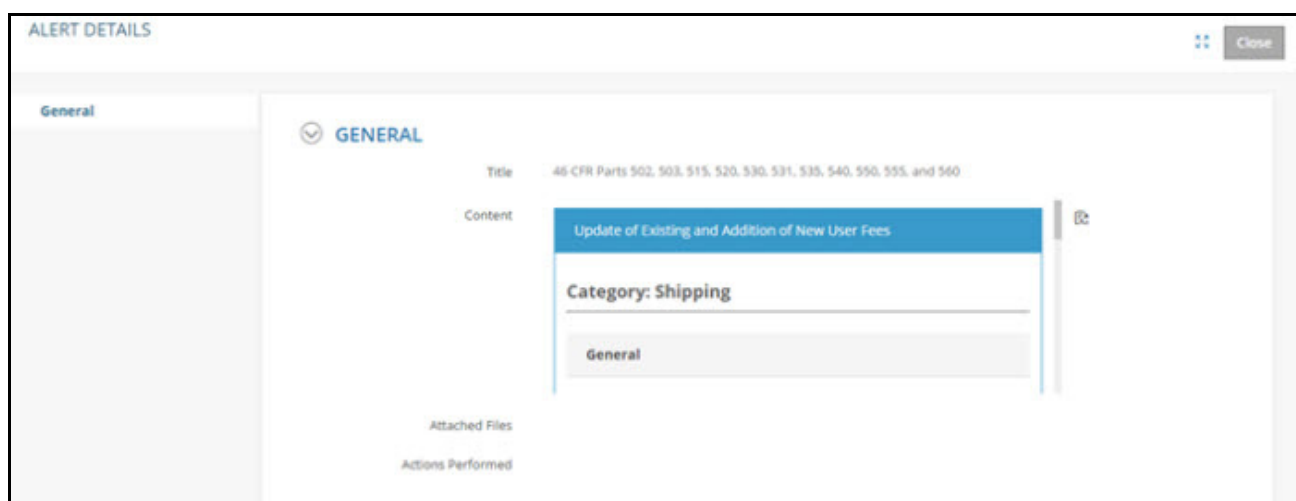 ALERT DETAILS
Close
General
GENERAL
Title 46 CFR Parts 502, 503, 515, 520, 530, 531, 535, 540, 550, 555, and 560
Content
Update of Existing and Addition of New User Fees
Category: Shipping
General
Attached Files
Actions Performed